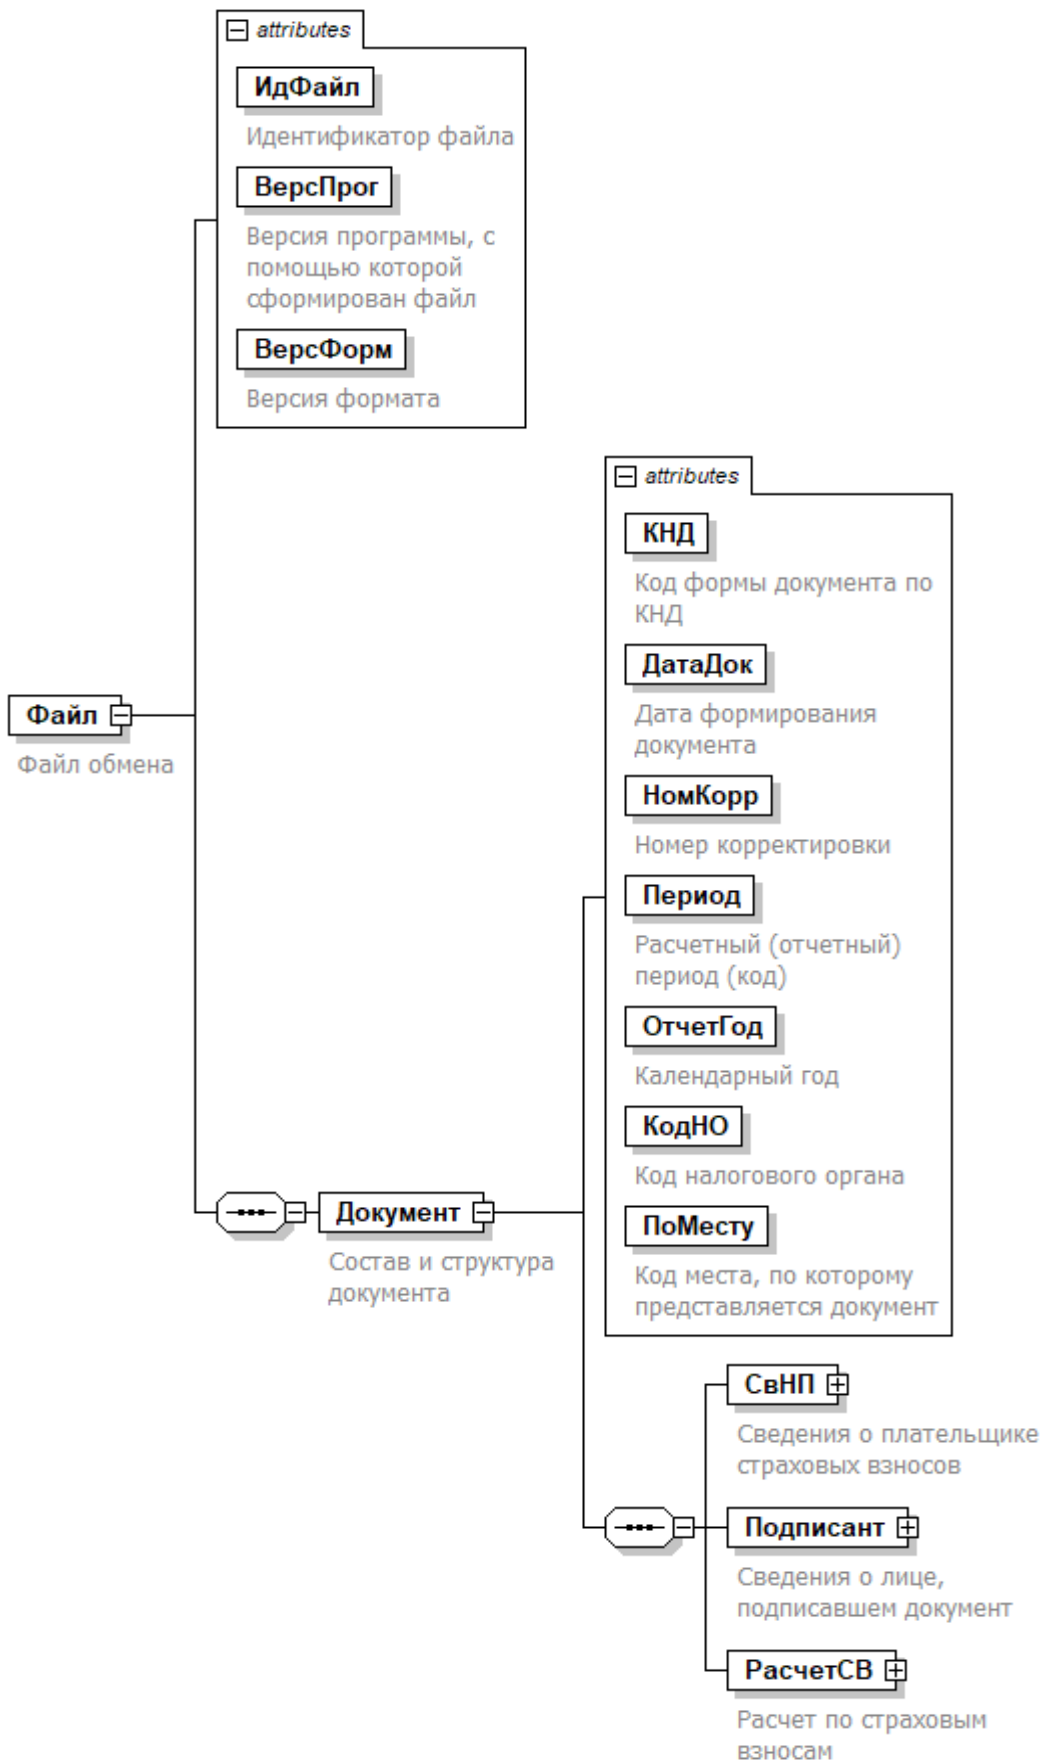 attributes
ИдФайл
Идентификатор файла
ВерсПрог
Версия программы, с
помощью которой
сформирован файл
ВерсФорм
Версия формата
Файл
Файл обмена
Документ
Состав и структура
документа
attributes
КНД
Код формы документа по
КНД
ДатаДок
Дата формирования
документа
НомКорр
Номер корректировки
Период
Расчетный (отчетный)
период (код)
ОтчетГод
Календарный год
КодНО
Код налогового органа
ПоМесту
Код места, по которому
представляется документ
СвНП
Сведения о плательщике
страховых взносов
Подписант
Сведения о лице,
подписавшем документ
РасчетСВ
Расчет по страховым
взносам